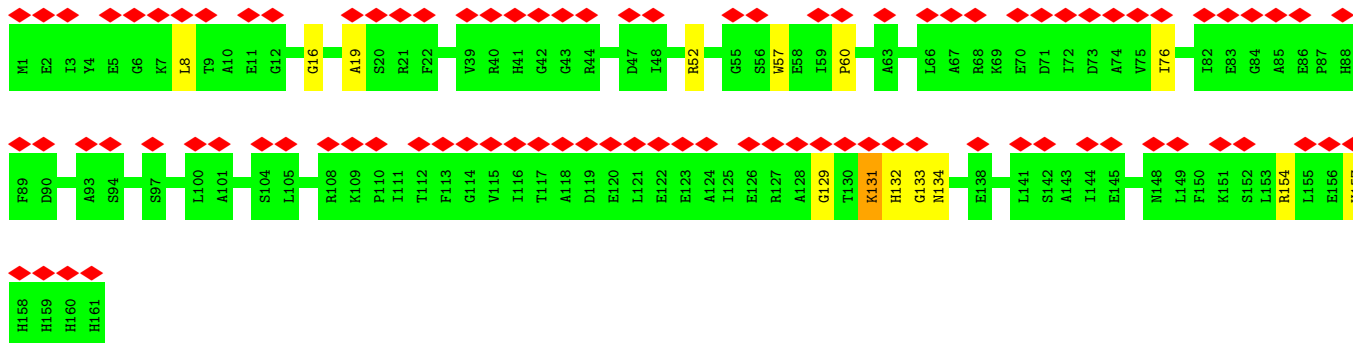 M1 E2 I3 Y4 E5 G6 K7 L8 T9 A10 E11 G12 G16 A19 S20 R21 F22 V39 R40 H41 G42 G43 R44 D47 I48 R52 G55 S56 W57 E58 I59 P60 A63 L66 A67 R68 K69 E70 D71 I72 D73 A74 V75 I76 I82 E83 G84 A85 E86 P87 H88
F89 D90 A93 S94 S97 L100 A101 S104 L105 R108 K109 P110 I111 T112 F113 G114 V115 I116 T117 A118 D119 E120 L121 E122 E123 A124 I125 E126 R127 A128 G129 T130 K131 H132 G133 N134 E138 L141 S142 A143 I144 E145 N148 L149 F150 K151 S152 L153 R154 L155 E156
H158 H159 H160 H161